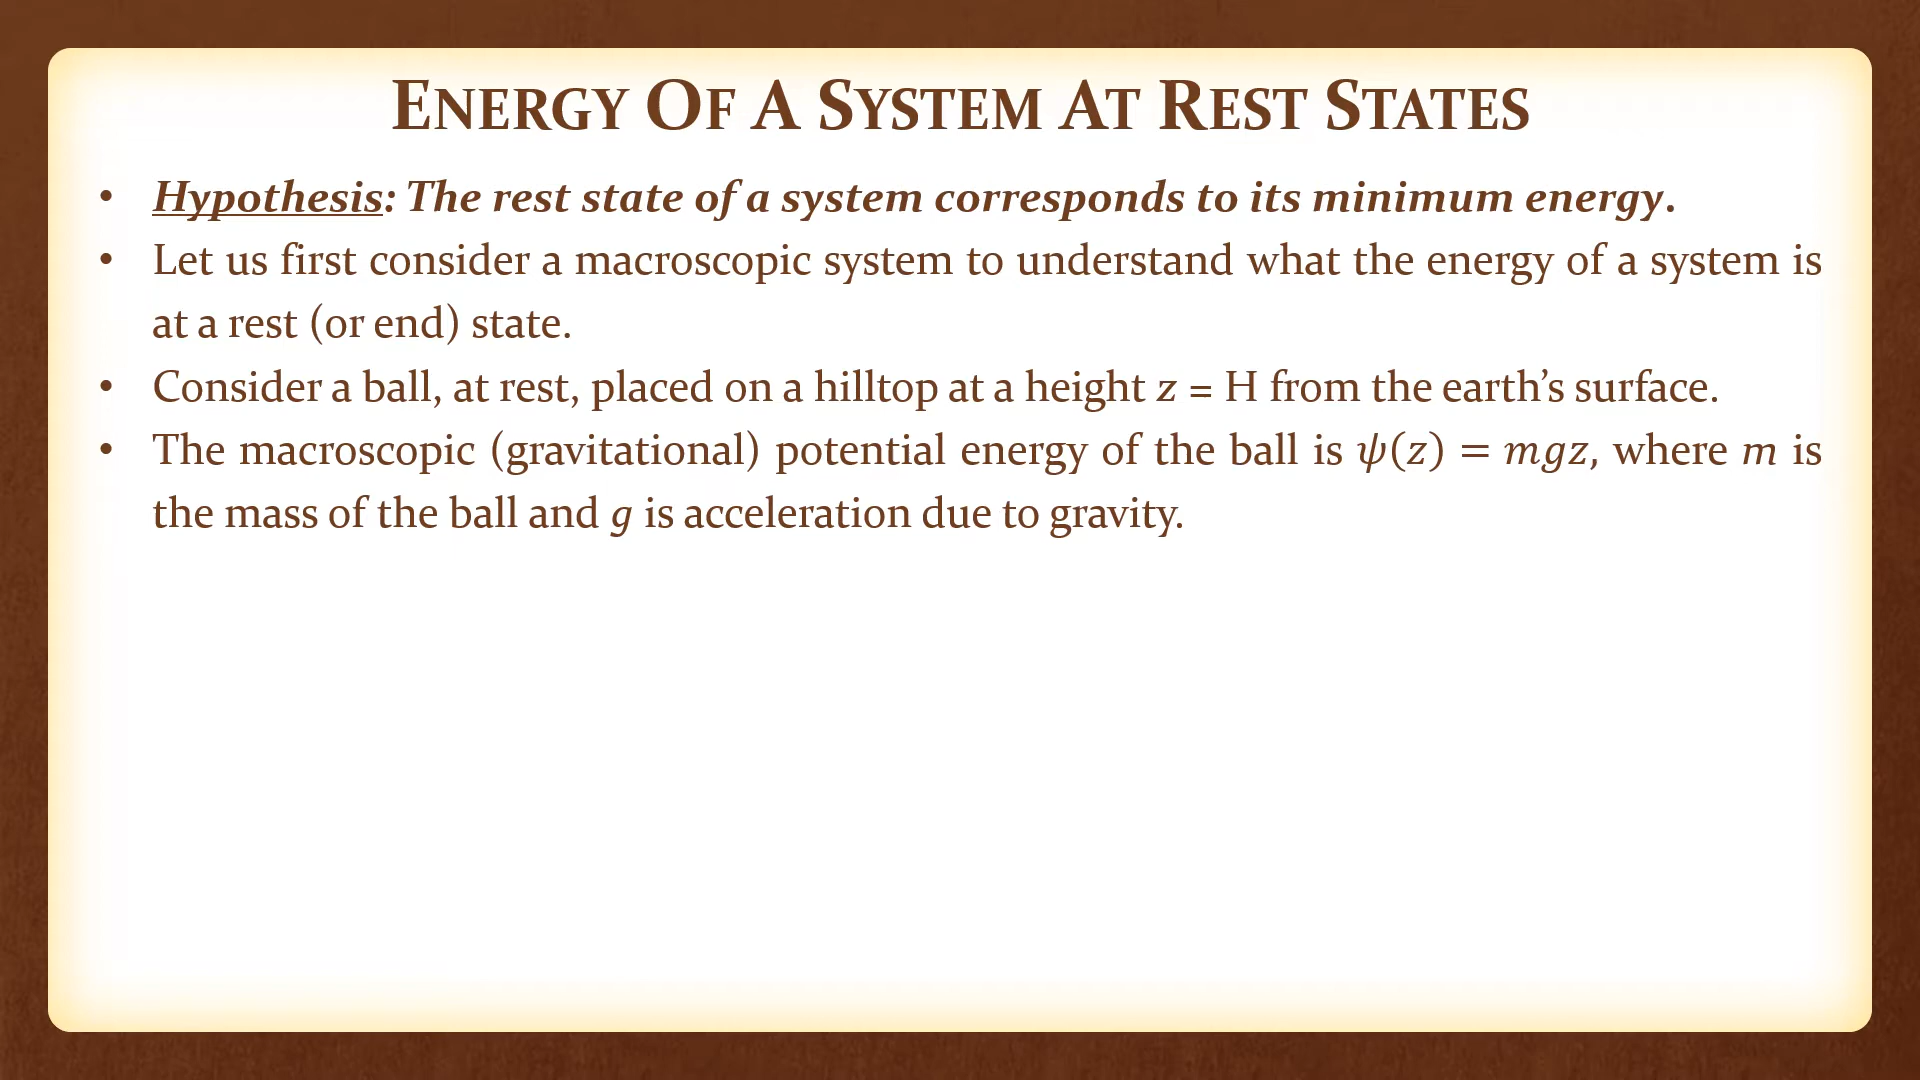 ENERGY OF A SYSTEM AT REST STATES
• Hypothesis: The rest state of a system corresponds to its minimum energy.
• Let us first consider a macroscopic system to understand what the energy of a system is
at a rest (or end) state.
• Consider a ball, at rest, placed on a hilltop at a height z = H from the earth’s surface.
• The macroscopic (gravitational) potential energy of the ball is 𝜓(𝑧) = 𝑚𝑔𝑧, where 𝑚 is
the mass of the ball and 𝑔 is acceleration due to gravity.